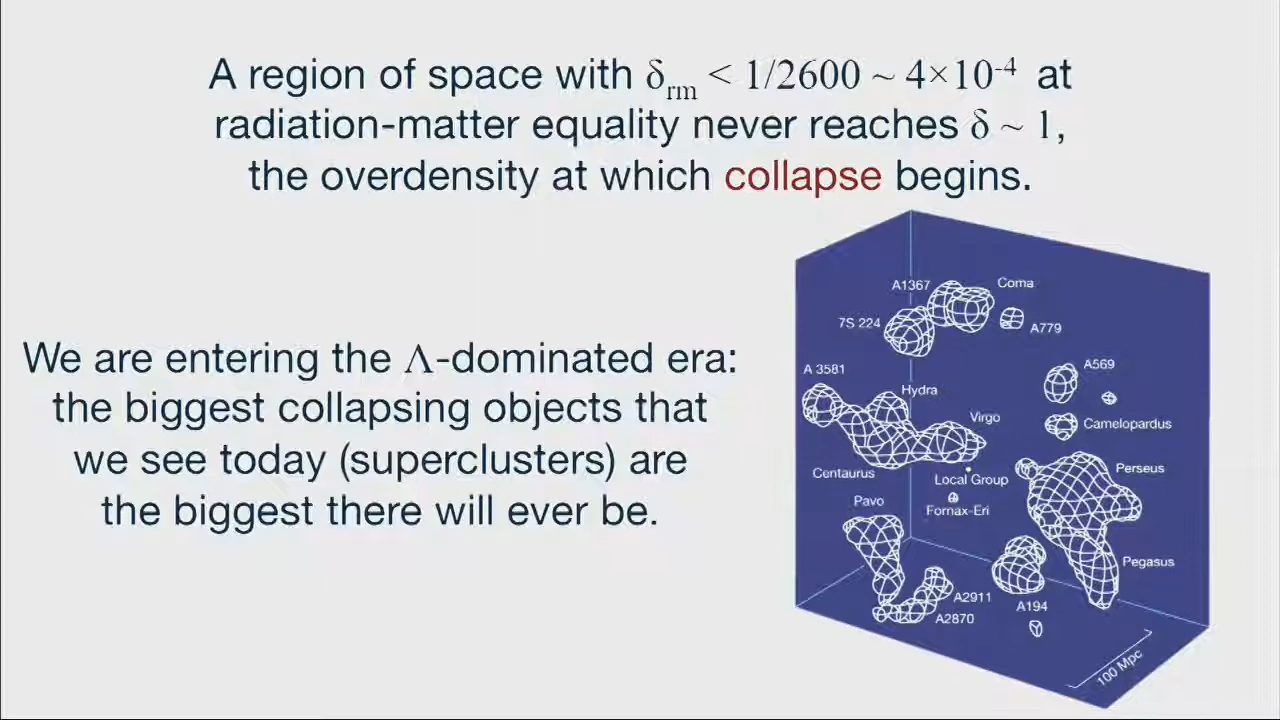 A region of space with δrm < 1/2600 ~ 4×10-4 at
radiation-matter equality never reaches δ ~ 1,
the overdensity at which collapse begins.
We are entering the Λ-dominated era:
the biggest collapsing objects that
we see today (superclusters) are
the biggest there will ever be.
A1367
Coma
7S 224
A779
A 3581
A569
Hydra
Virgo
Camelopardus
Centaurus
Local Group
Perseus
Fornax-Eri
Pavo
Pegasus
A2911
A194
A2870
100 Mpc